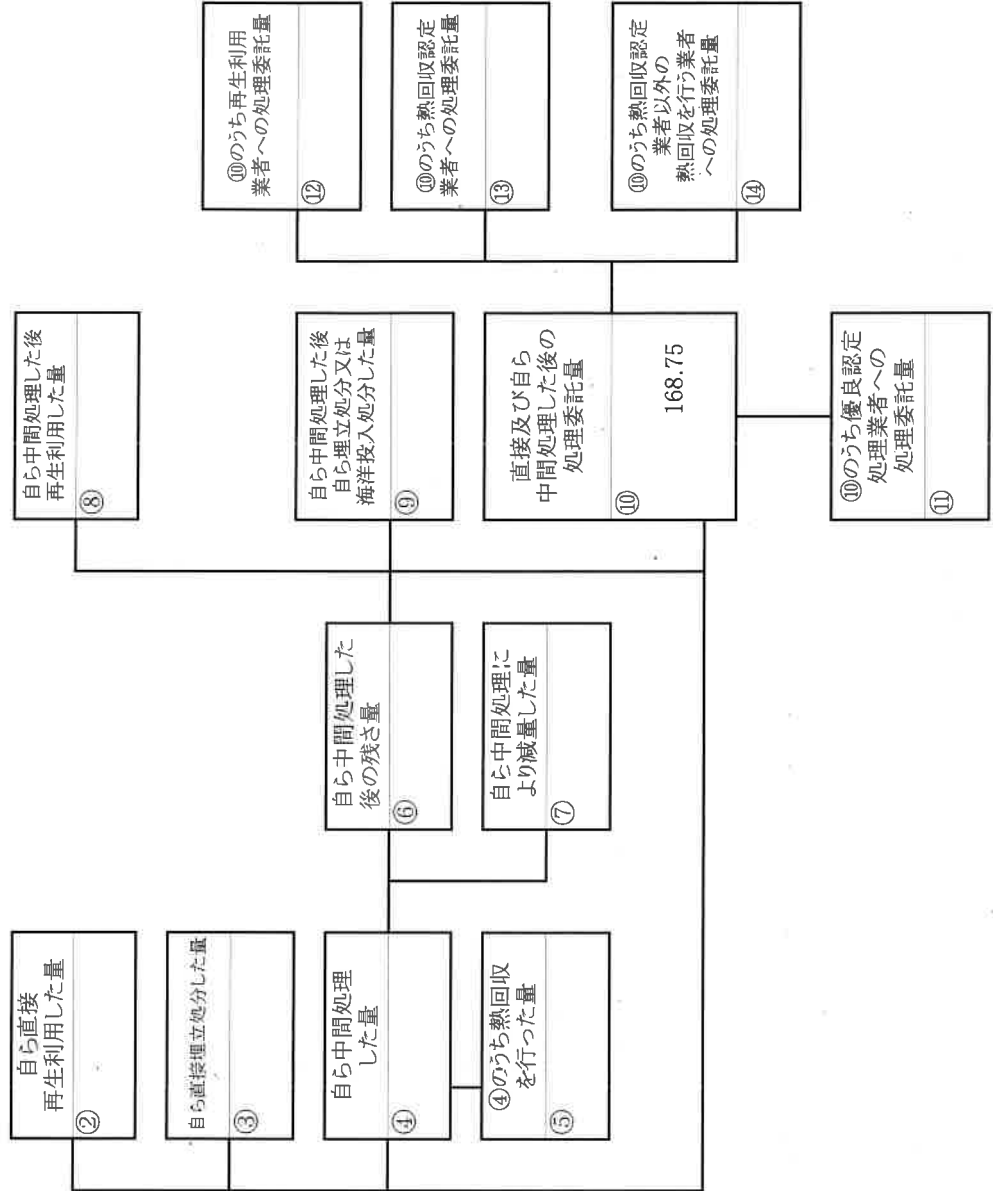 自ら直接
再生利用した量
②
自ら直接埋立処分した量
③
自ら中間処理
した量
④
④のうち熱回収
を行った量
⑤
自ら中間処理した
後の残さ量
⑥
自ら中間処理に
より減量した量
⑦
自ら中間処理した後
再生利用した量
⑧
自ら中間処理した後
自ら埋立処分又は
海洋投入処分した量
⑨
直接及び自ら
中間処理した後の
処理委託量
⑩
168.75
⑩のうち優良認定
処理業者への
処理委託量
⑪
⑩のうち再生利用
業者への処理委託量
⑫
⑩のうち熱回収認定
業者への処理委託量
⑬
⑩のうち熱回収認定
業者以外の
熱回収を行う業者
への処理委託量
⑭